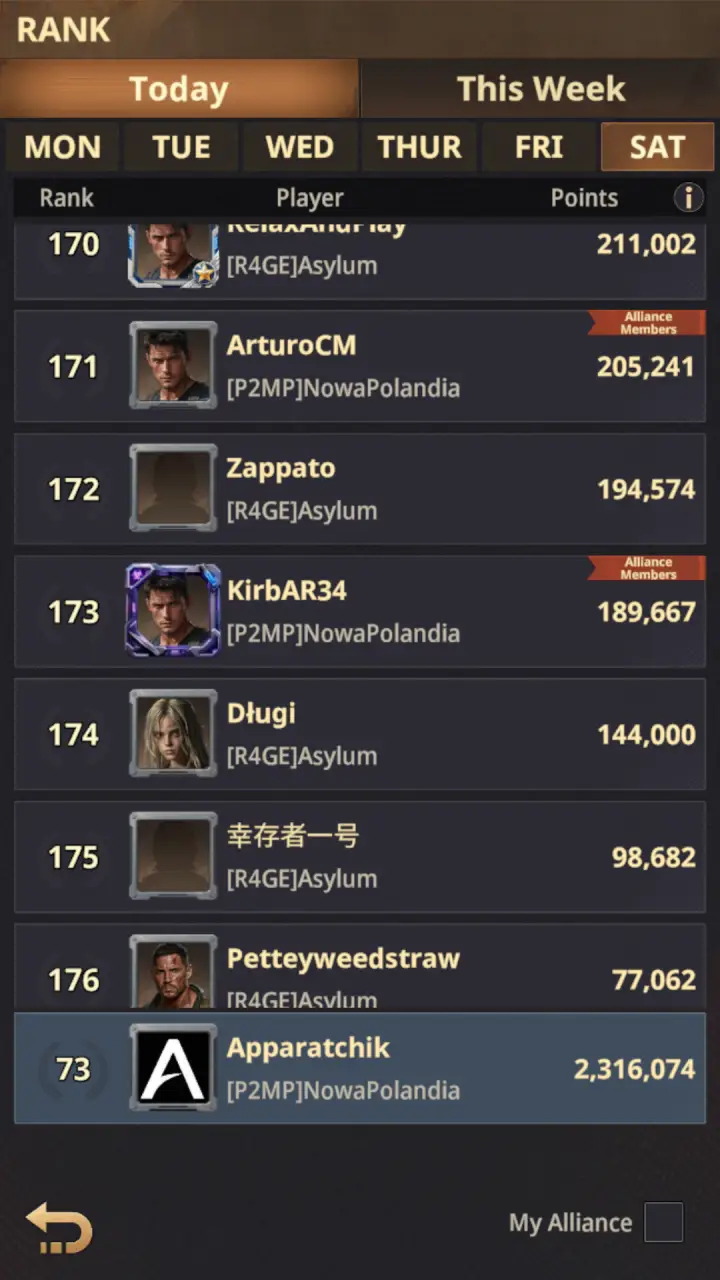 RANK
Today
This Week
MON TUE WED THUR FRI SAT
Rank Player Points i
170 RelaxAndPlay 211,002
[R4GE]Asylum
Alliance Members
171 ArturoCM 205,241
[P2MP]NowaPolandia
172 Zappato 194,574
[R4GE]Asylum
Alliance Members
173 KirbAR34 189,667
[P2MP]NowaPolandia
174 Długi 144,000
[R4GE]Asylum
175 幸存者一号 98,682
[R4GE]Asylum
176 Petteyweedstraw 77,062
[R4GE]Asylum
73 Apparatchik 2,316,074
[P2MP]NowaPolandia
My Alliance